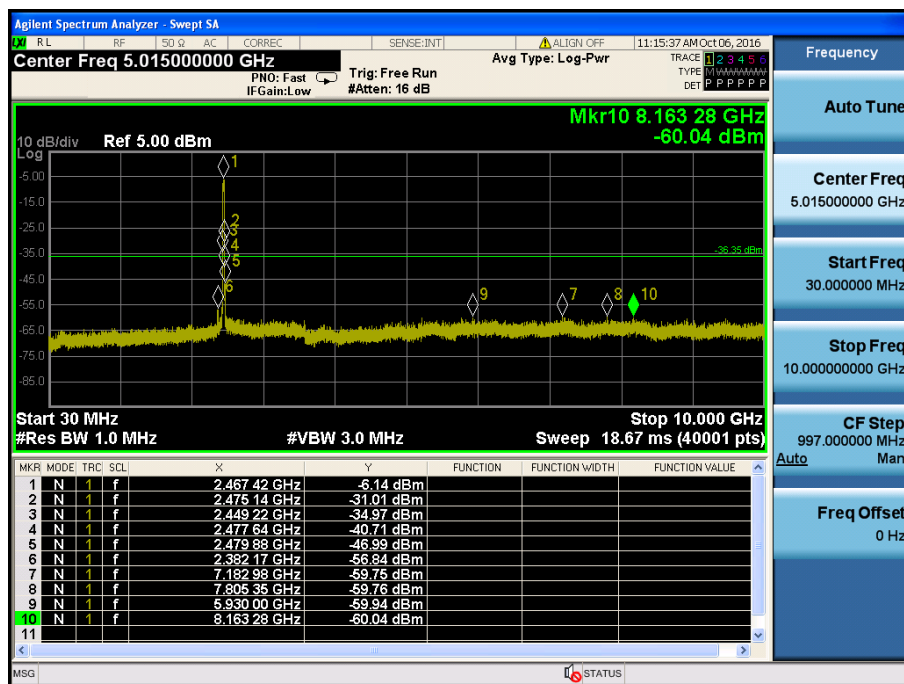 Agilent Spectrum Analyzer - Swept SA
LXI RL RF 50 Ω AC CORREC SENSE:INT ALIGN OFF 11:15:37 AM Oct 06, 2016
Center Freq 5.015000000 GHz
PNO: Fast
IFGain:Low
Trig: Free Run
#Atten: 16 dB
Avg Type: Log-Pwr
TRACE 1 2 3 4 5 6
TYPE MWWWWW
DET P P P P P P
Mkr10 8.163 28 GHz
-60.04 dBm
10 dB/div Ref 5.00 dBm
Log
-5.00
-15.0
-25.0
-35.0
-45.0
-55.0
-65.0
-75.0
-85.0
1
2
3
4
5
6
9
7
8
10
-36.35 dBm
Start 30 MHz Stop 10.000 GHz
#Res BW 1.0 MHz #VBW 3.0 MHz Sweep 18.67 ms (40001 pts)
MKR MODE TRC SCL X Y FUNCTION FUNCTION WIDTH FUNCTION VALUE
1 N 1 f 2.467 42 GHz -6.14 dBm
2 N 1 f 2.475 14 GHz -31.01 dBm
3 N 1 f 2.449 22 GHz -34.97 dBm
4 N 1 f 2.477 64 GHz -40.71 dBm
5 N 1 f 2.479 88 GHz -46.99 dBm
6 N 1 f 2.382 17 GHz -56.84 dBm
7 N 1 f 7.182 98 GHz -59.75 dBm
8 N 1 f 7.805 35 GHz -59.76 dBm
9 N 1 f 5.930 00 GHz -59.94 dBm
10 N 1 f 8.163 28 GHz -60.04 dBm
11
MSG STATUS
Frequency
Auto Tune
Center Freq
5.015000000 GHz
Start Freq
30.000000 MHz
Stop Freq
10.000000000 GHz
CF Step
997.000000 MHz
Auto Man
Freq Offset
0 Hz